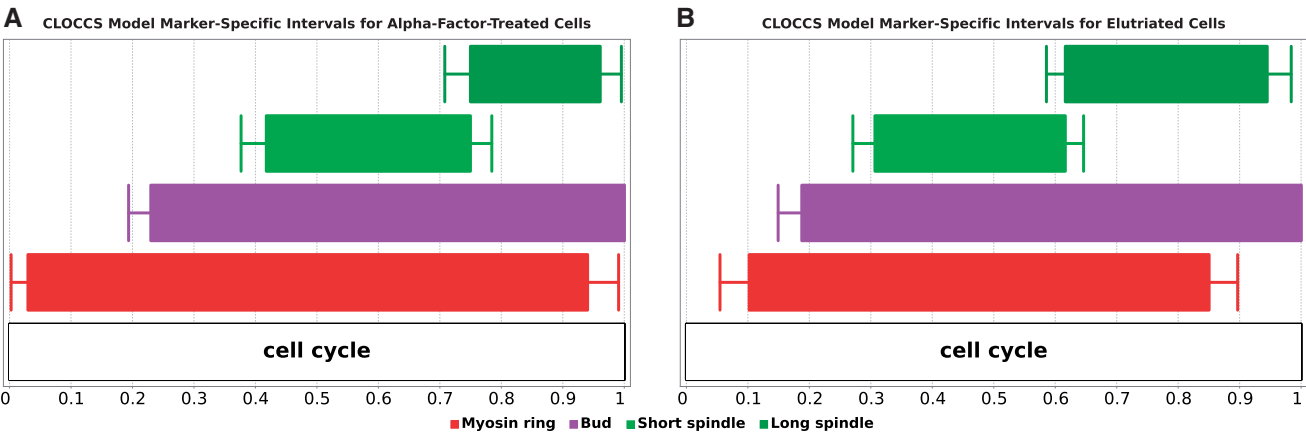 A
CLOCCS Model Marker-Specific Intervals for Alpha-Factor-Treated Cells
cell cycle
0 0.1 0.2 0.3 0.4 0.5 0.6 0.7 0.8 0.9 1
B
CLOCCS Model Marker-Specific Intervals for Elutriated Cells
cell cycle
0 0.1 0.2 0.3 0.4 0.5 0.6 0.7 0.8 0.9 1
Myosin ring Bud Short spindle Long spindle